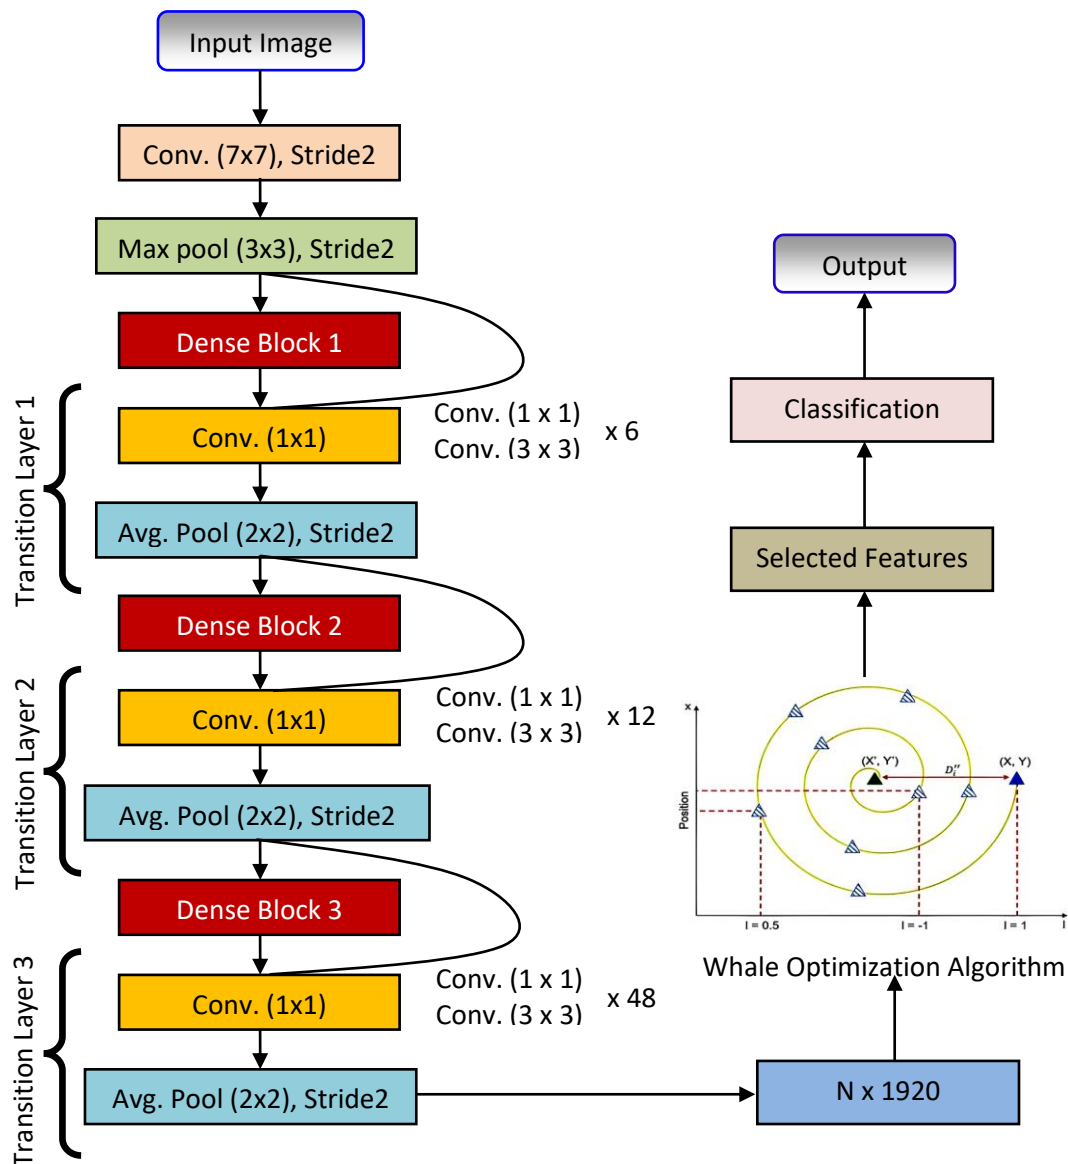 Input Image
Conv. (7x7), Stride2
Max pool (3x3), Stride2
Dense Block 1
Transition Layer 1
Conv. (1x1)
Conv. (1 x 1)
Conv. (3 x 3)
x 6
Avg. Pool (2x2), Stride2
Dense Block 2
Transition Layer 2
Conv. (1x1)
Conv. (1 x 1)
Conv. (3 x 3)
x 12
Avg. Pool (2x2), Stride2
Dense Block 3
Transition Layer 3
Conv. (1x1)
Conv. (1 x 1)
Conv. (3 x 3)
x 48
Avg. Pool (2x2), Stride2
N x 1920
Whale Optimization Algorithm
x
Position
(X', Y')
D_i''
(X, Y)
l = 0.5
l = -1
l = 1
l
Selected Features
Classification
Output